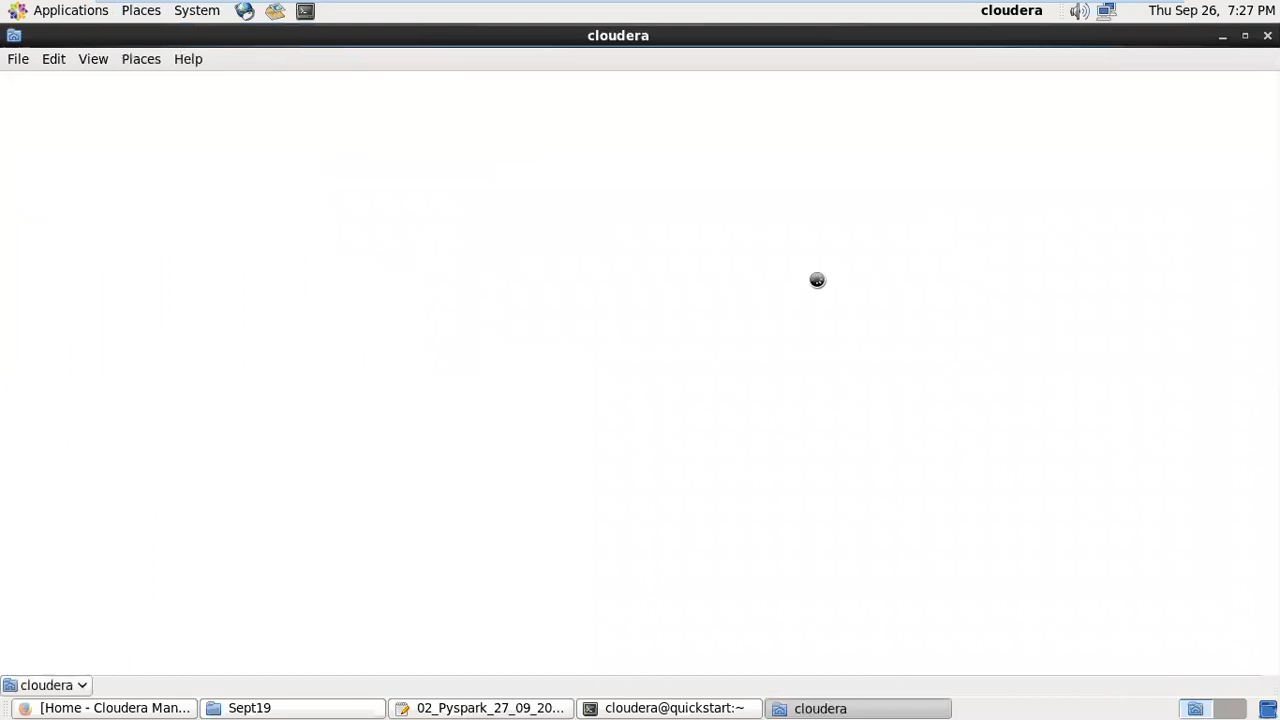 Applications Places System cloudera Thu Sep 26, 7:27 PM
cloudera
File Edit View Places Help
cloudera
[Home - Cloudera Man... Sept19 02_Pyspark_27_09_20... cloudera@quickstart:~ cloudera